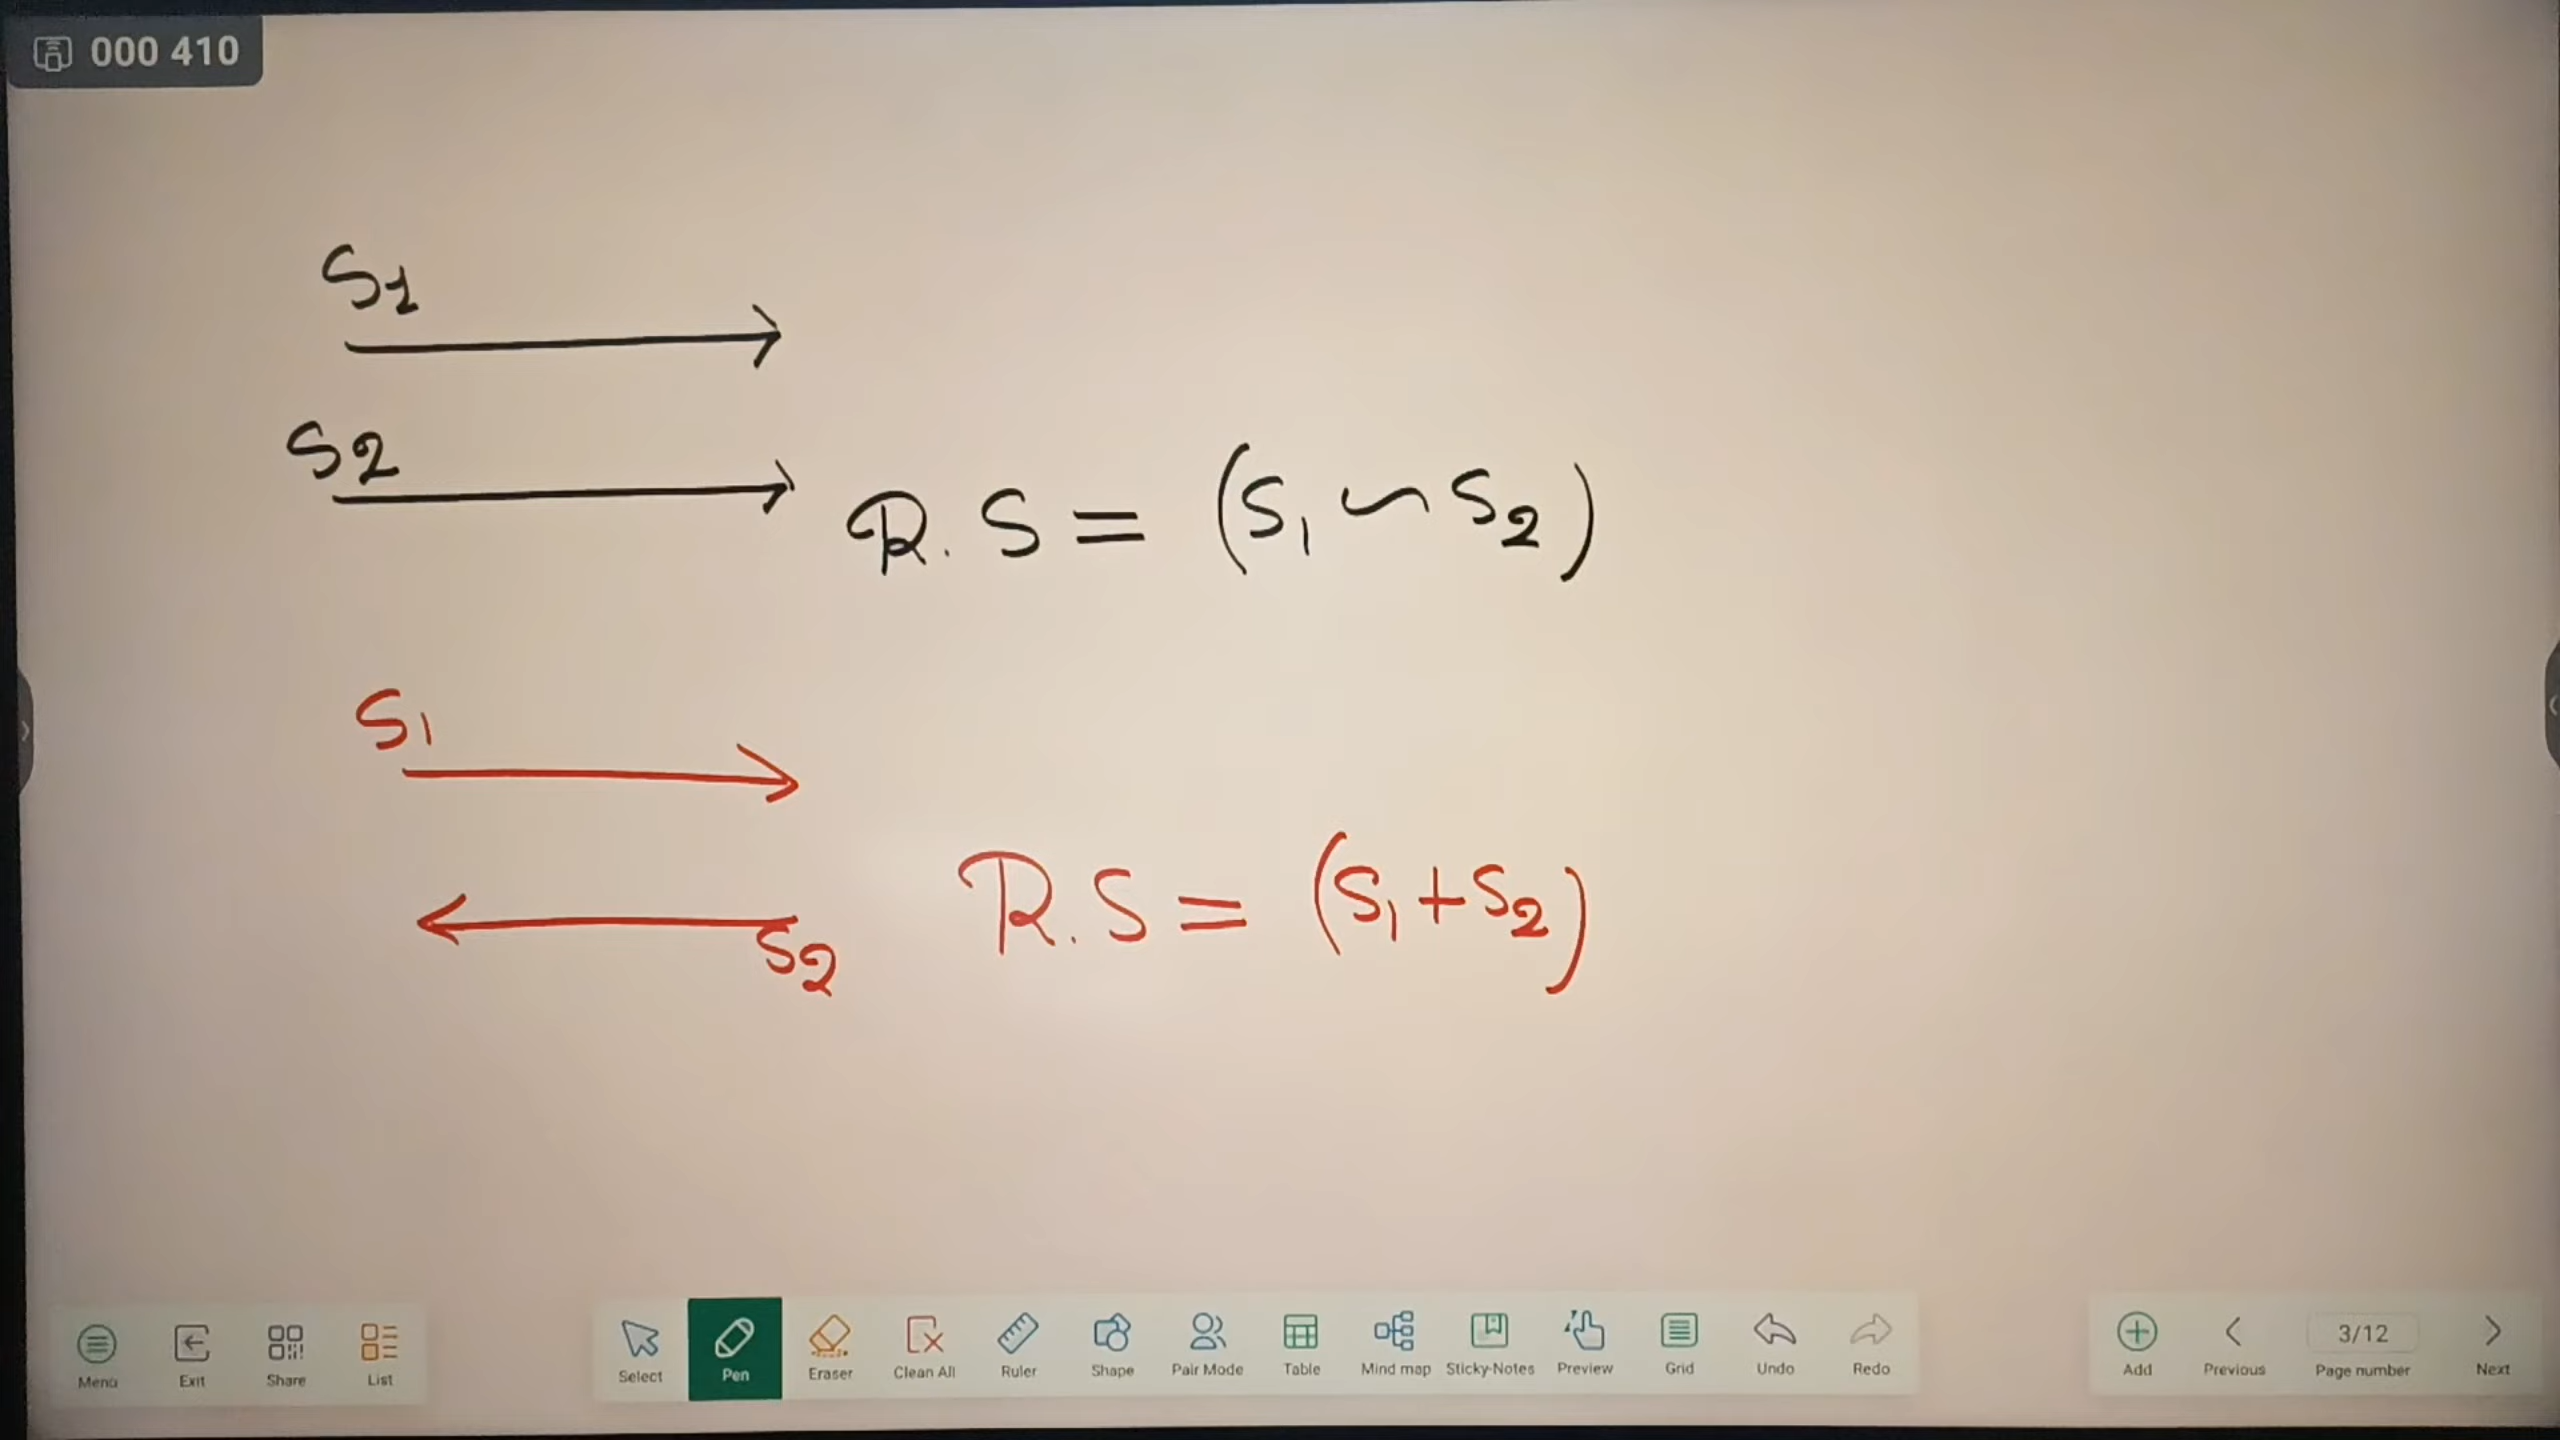 000 410
S1
S2
R.S = (S1 ~ S2)
S1
S2
R.S = (S1 + S2)
Menu Exit Share List Select Pen Eraser Clean All Ruler Shape Pair Mode Table Mind map Sticky-Notes Preview Grid Undo Redo Add Previous 3/12 Page number Next